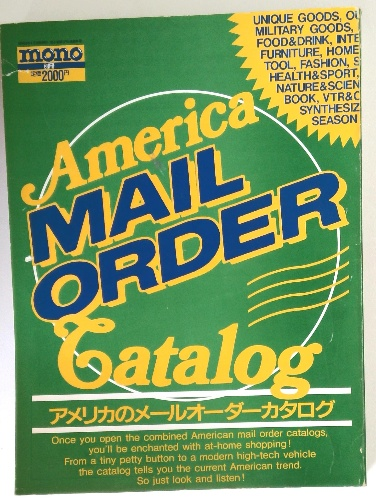 mono
定価2000円
UNIQUE GOODS,
MILITARY GOODS,
FOOD&DRINK,
FURNITURE, HOME
TOOL, FASHION,
HEALTH&SPORT,
NATURE&SCIEN
BOOK, VTR&C
SYNTHESIZ
SEASON
America
MAIL
ORDER
Catalog
アメリカのメールオーダーカタログ
Once you open the combined American mail order catalogs,
you'll be enchanted with at-home shopping!
From a tiny petty button to a modern high-tech vehicle
the catalog tells you the current American trend.
So just look and listen!